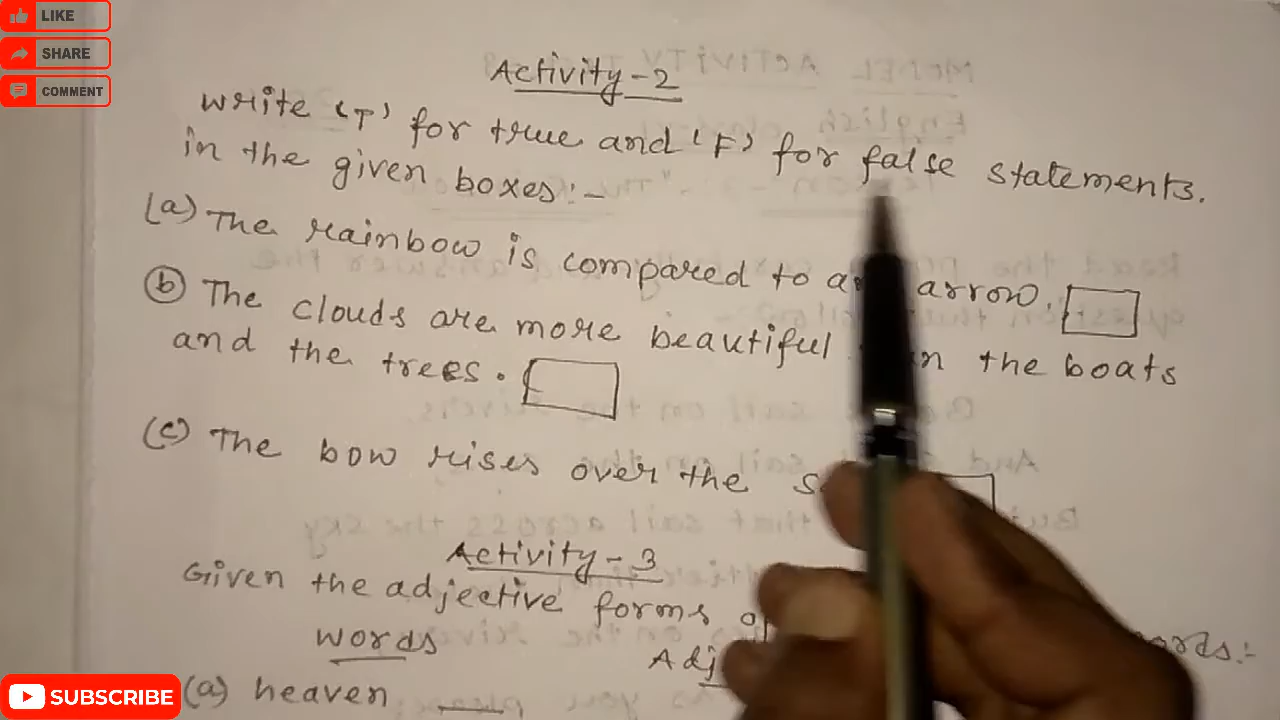 LIKE
SHARE
COMMENT
Activity-2
Write 'T' for true and 'F' for false statements.
in the given boxes:-
(a) The rainbow is compared to an arrow.
(b) The clouds are more beautiful the boats
and the trees.
(c) The bow rises over the
Activity-3
Given the adjective forms
words
(a) heaven
SUBSCRIBE